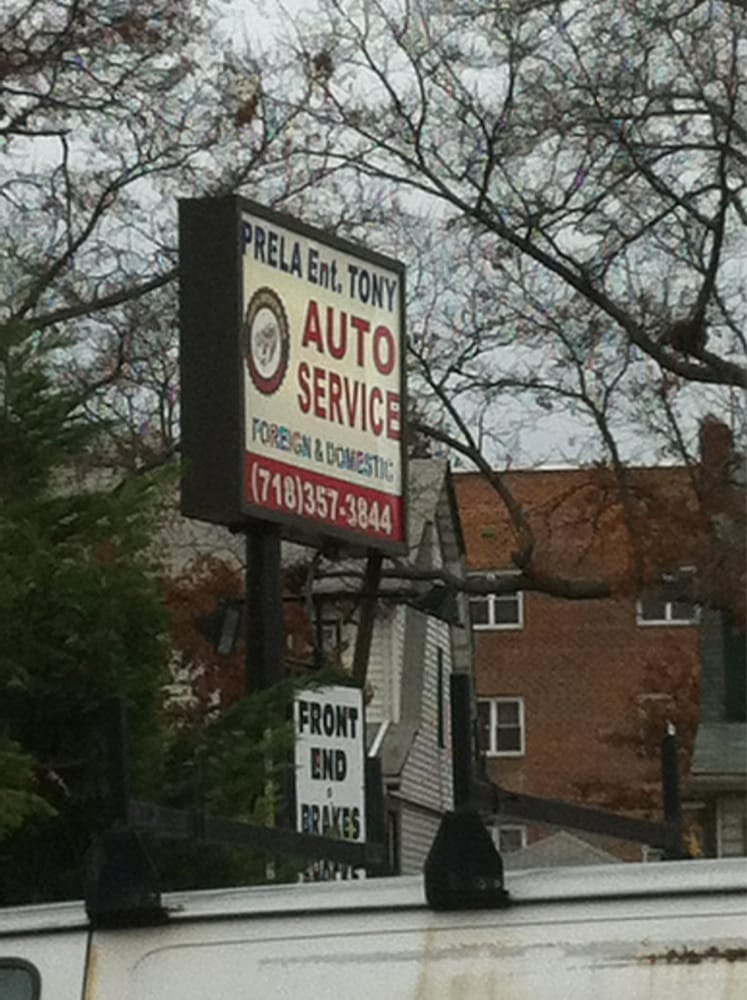 PRELA Ent. TONY
AUTO
SERVICE
FOREIGN & DOMESTIC
(718)357-3844
FRONT
END
&
BRAKES